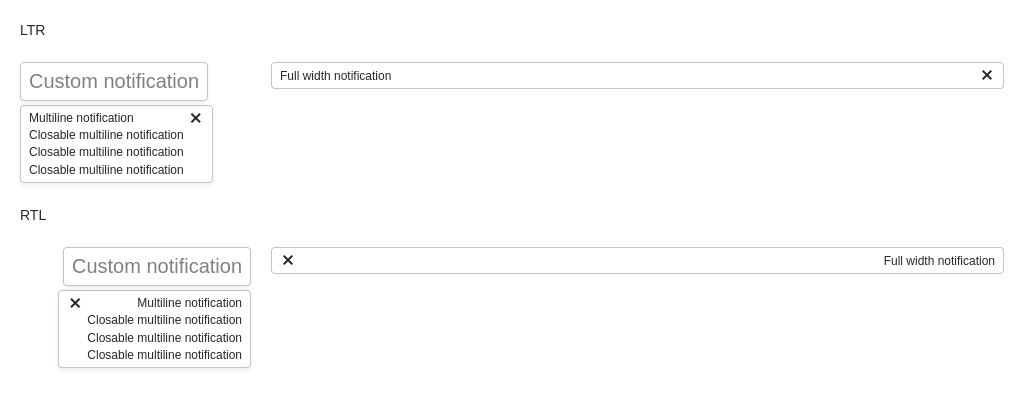 LTR
Custom notification
Full width notification
Multiline notification
Closable multiline notification
Closable multiline notification
Closable multiline notification
RTL
Custom notification
Full width notification
Multiline notification
Closable multiline notification
Closable multiline notification
Closable multiline notification